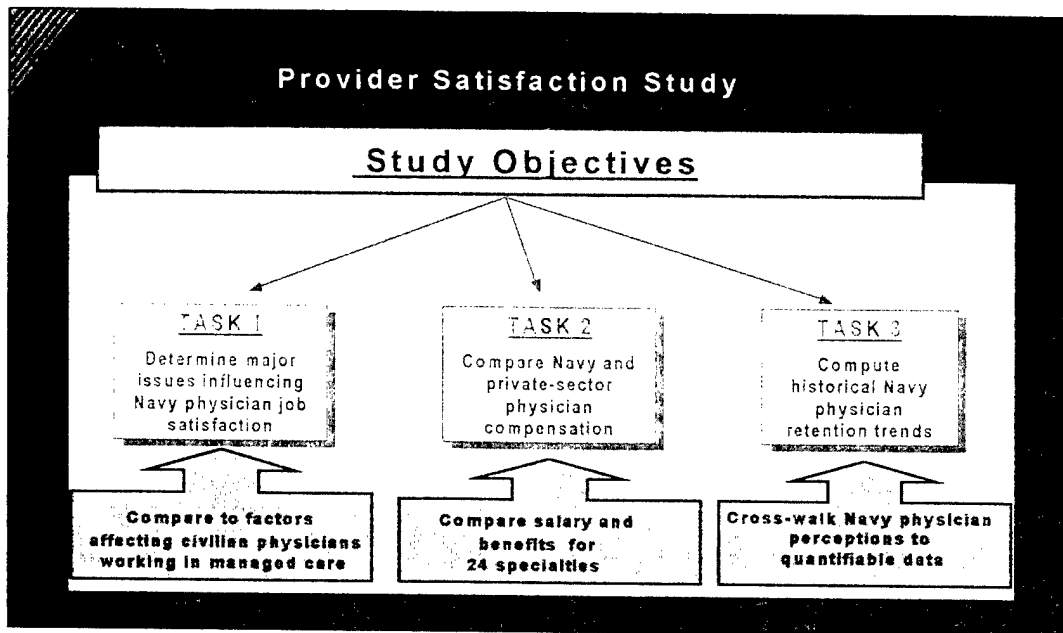 Provider Satisfaction Study
Study Objectives
TASK 1
Determine major
issues influencing
Navy physician job
satisfaction
TASK 2
Compare Navy and
private-sector
physician
compensation
TASK 3
Compute
historical Navy
physician
retention trends
Compare to factors
affecting civilian physicians
working in managed care
Compare salary and
benefits for
24 specialties
Cross-walk Navy physician
perceptions to
quantifiable data